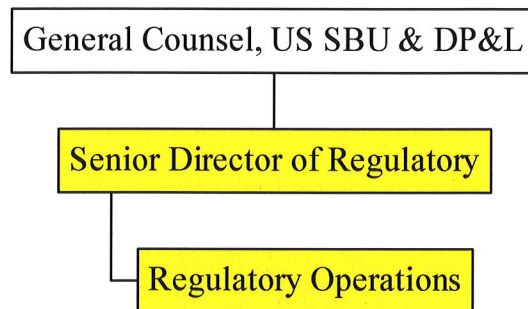 General Counsel, US SBU & DP&L
Senior Director of Regulatory
Regulatory Operations